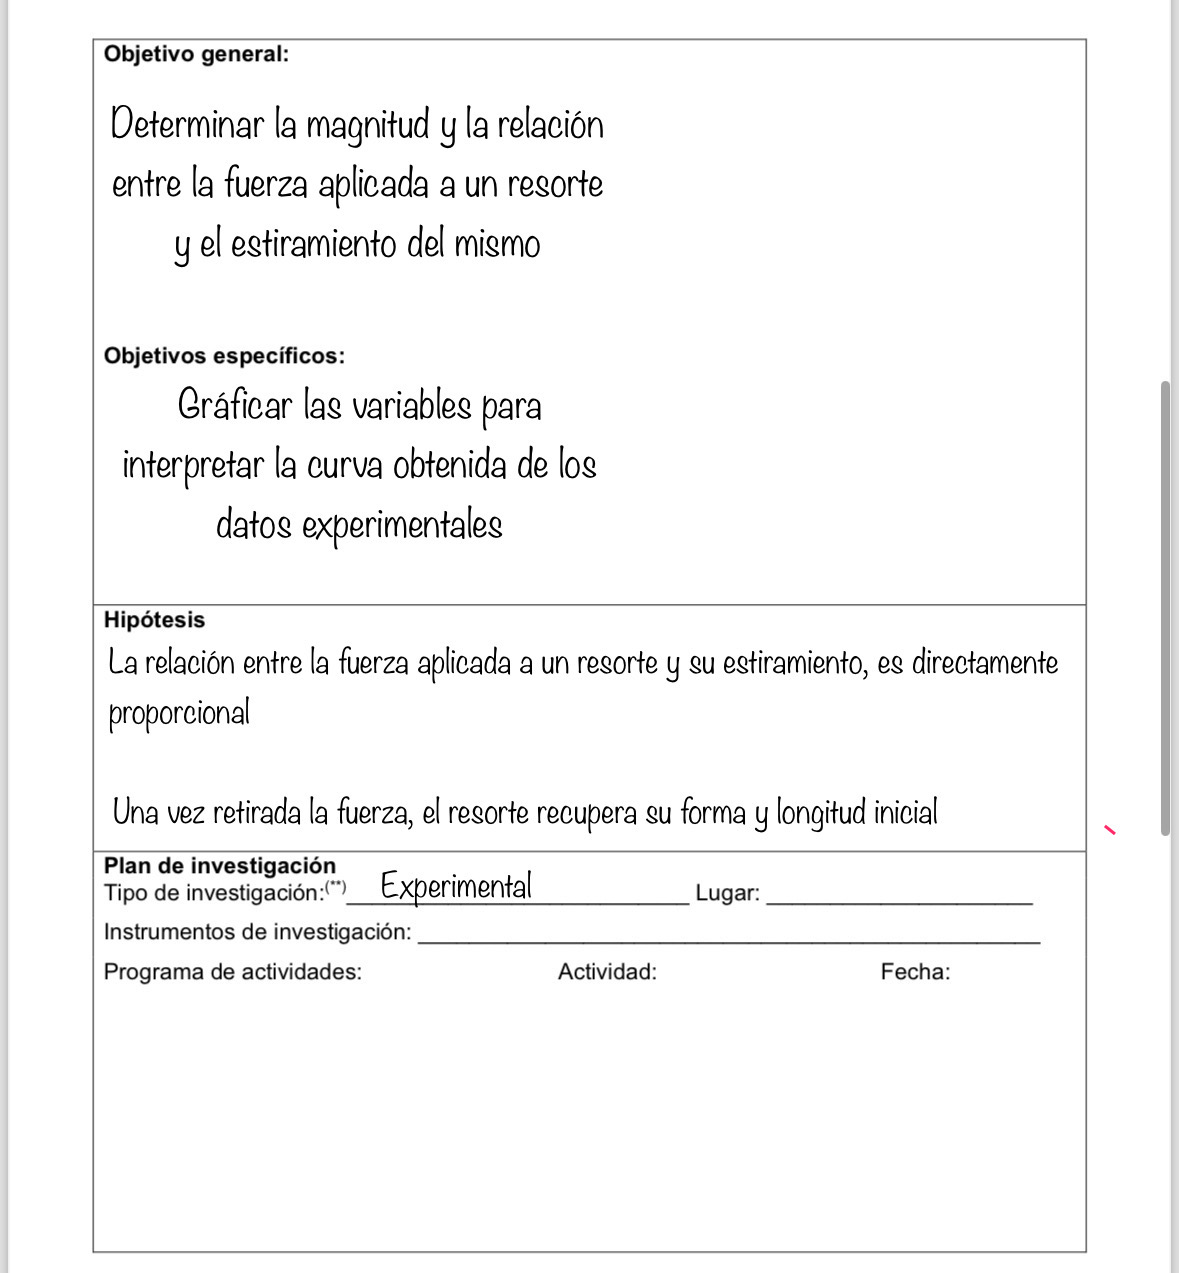 Objetivo general:
Determinar la magnitud y la relación
entre la fuerza aplicada a un resorte
y el estiramiento del mismo
Objetivos específicos:
Gráficar las variables para
interpretar la curva obtenida de los
datos experimentales
Hipótesis
La relación entre la fuerza aplicada a un resorte y su estiramiento, es directamente
proporcional
Una vez retirada la fuerza, el resorte recupera su forma y longitud inicial
Plan de investigación
Tipo de investigación:(**) Experimental Lugar:
Instrumentos de investigación:
Programa de actividades: Actividad: Fecha: